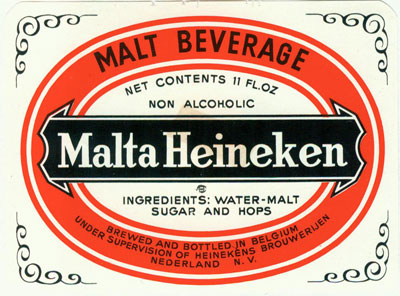 MALT BEVERAGE
NET CONTENTS 11 FL.OZ
NON ALCOHOLIC
Malta Heineken
INGREDIENTS: WATER-MALT
SUGAR AND HOPS
BREWED AND BOTTLED IN BELGIUM
UNDER SUPERVISION OF HEINEKENS BROUWERIJEN
NEDERLAND N.V.